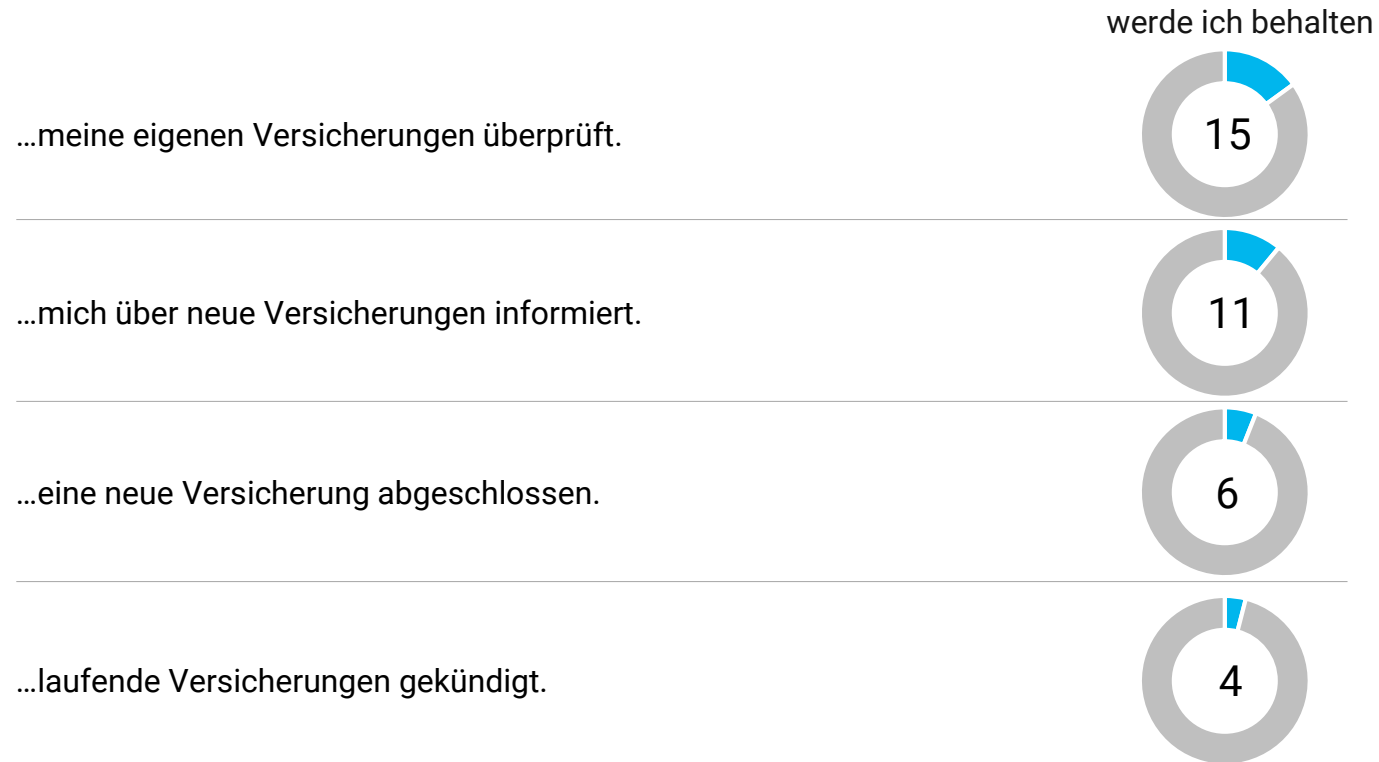 werde ich behalten
…meine eigenen Versicherungen überprüft.
15
…mich über neue Versicherungen informiert.
11
…eine neue Versicherung abgeschlossen.
6
…laufende Versicherungen gekündigt.
4